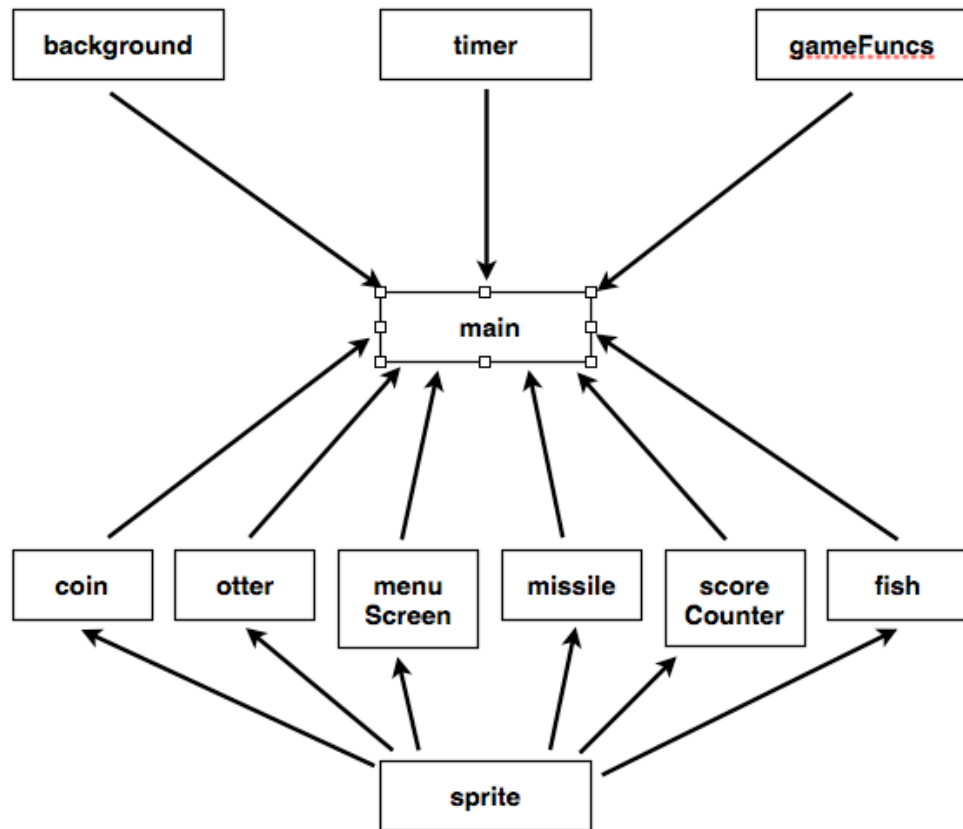 background
timer
gameFuncs
main
coin
otter
menu
Screen
missile
score
Counter
fish
sprite